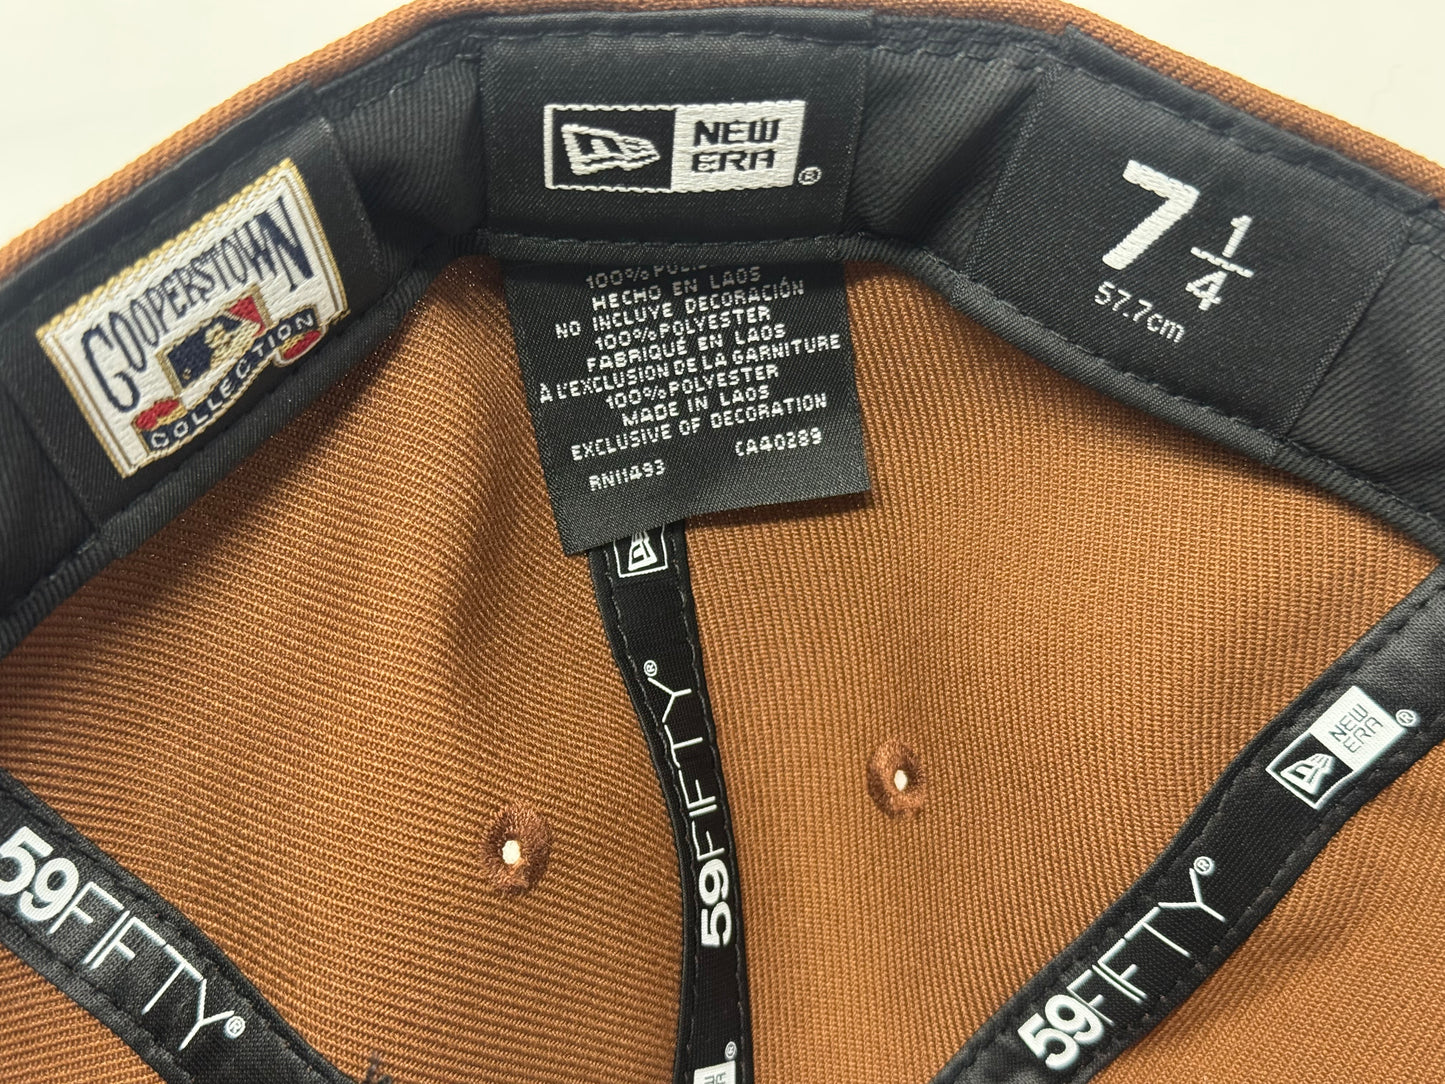 COOPERSTOWN
COLLECTION
NEW
ERA®
7 1/4
57.7cm
100%
HECHO EN LAOS
NO INCLUYE DECORACIÓN
100%POLYESTER
FABRIQUÉ EN LAOS
À L'EXCLUSION DE LA GARNITURE
100%POLYESTER
MADE IN LAOS
EXCLUSIVE OF DECORATION
RN11493 CA40289
59FIFTY®
59FIFTY®
59FIFTY®
NEW
ERA®